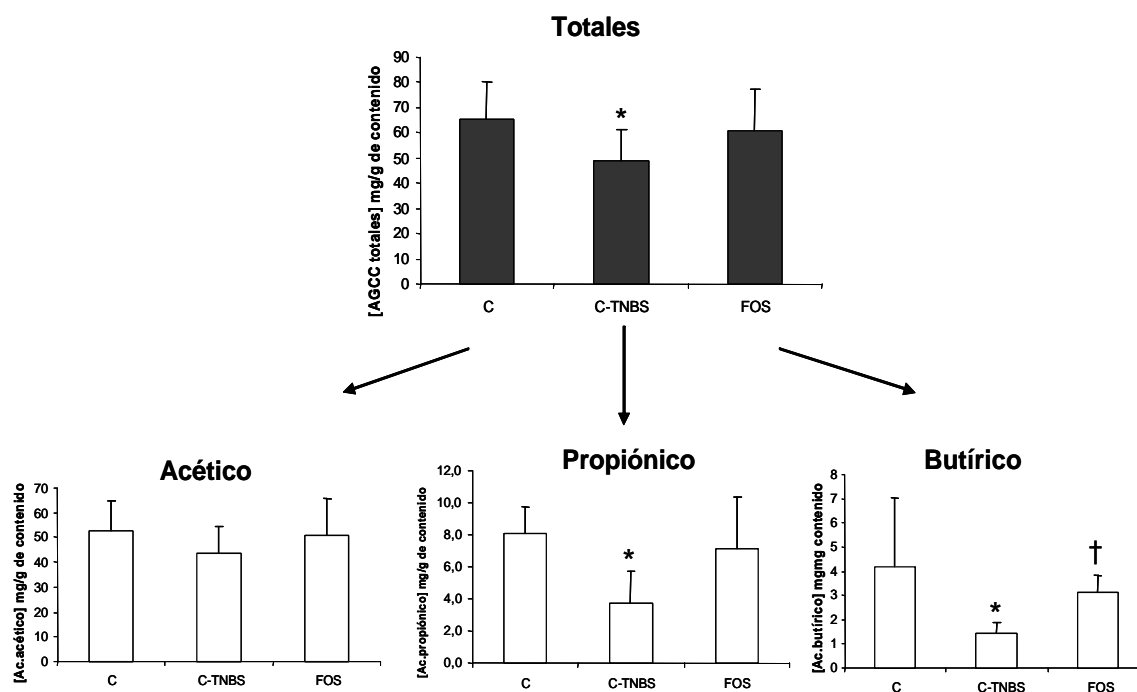 Totales
[AGCC totales] mg/g de contenido
90
80
70
60
50
40
30
20
10
0
*
C
C-TNBS
FOS
Acético
[Ac.acético] mg/g de contenido
70
60
50
40
30
20
10
0
C
C-TNBS
FOS
Propiónico
[Ac.propiónico] mg/g de contenido
12,0
10,0
8,0
6,0
4,0
2,0
0,0
*
C
C-TNBS
FOS
Butírico
[Ac.butírico] mgmg contenido
8
7
6
5
4
3
2
1
0
*
†
C
C-TNBS
FOS